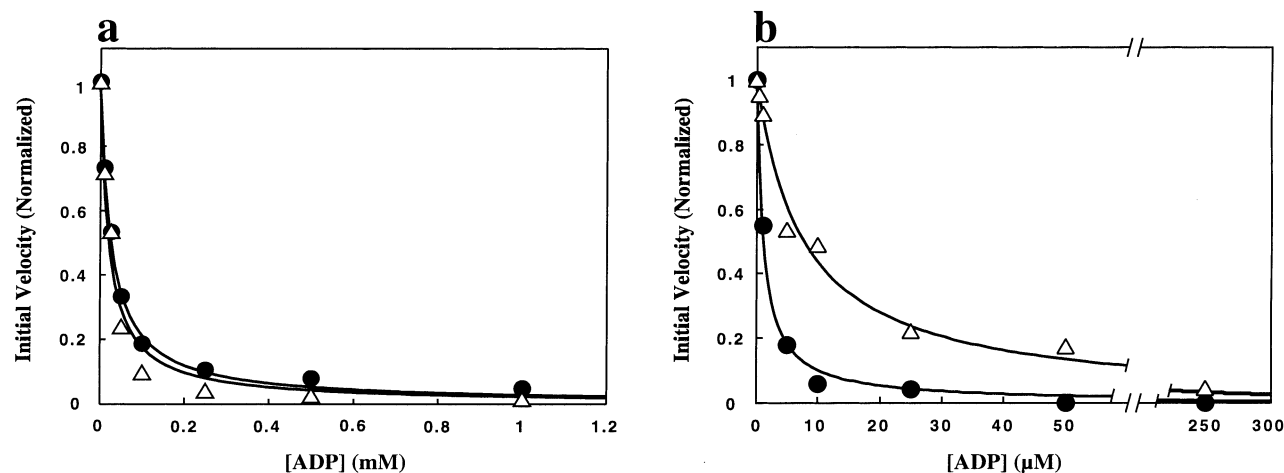 a
Initial Velocity (Normalized)
1
0.8
0.6
0.4
0.2
0
0 0.2 0.4 0.6 0.8 1 1.2
[ADP] (mM)
b
Initial Velocity (Normalized)
1
0.8
0.6
0.4
0.2
0
0 10 20 30 40 50 250 300
[ADP] (µM)